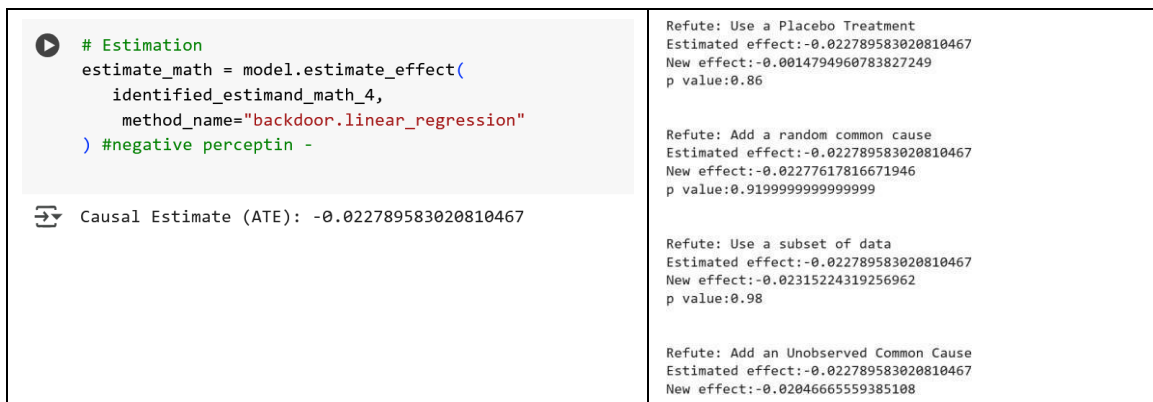 # Estimation
estimate_math = model.estimate_effect(
identified_estimand_math_4,
method_name="backdoor.linear_regression"
) #negative perceptin -
Causal Estimate (ATE): -0.022789583020810467
Refute: Use a Placebo Treatment
Estimated effect:-0.022789583020810467
New effect:-0.0014794960783827249
p value:0.86
Refute: Add a random common cause
Estimated effect:-0.022789583020810467
New effect:-0.02277617816671946
p value:0.9199999999999999
Refute: Use a subset of data
Estimated effect:-0.022789583020810467
New effect:-0.02315224319256962
p value:0.98
Refute: Add an Unobserved Common Cause
Estimated effect:-0.022789583020810467
New effect:-0.02046665559385108